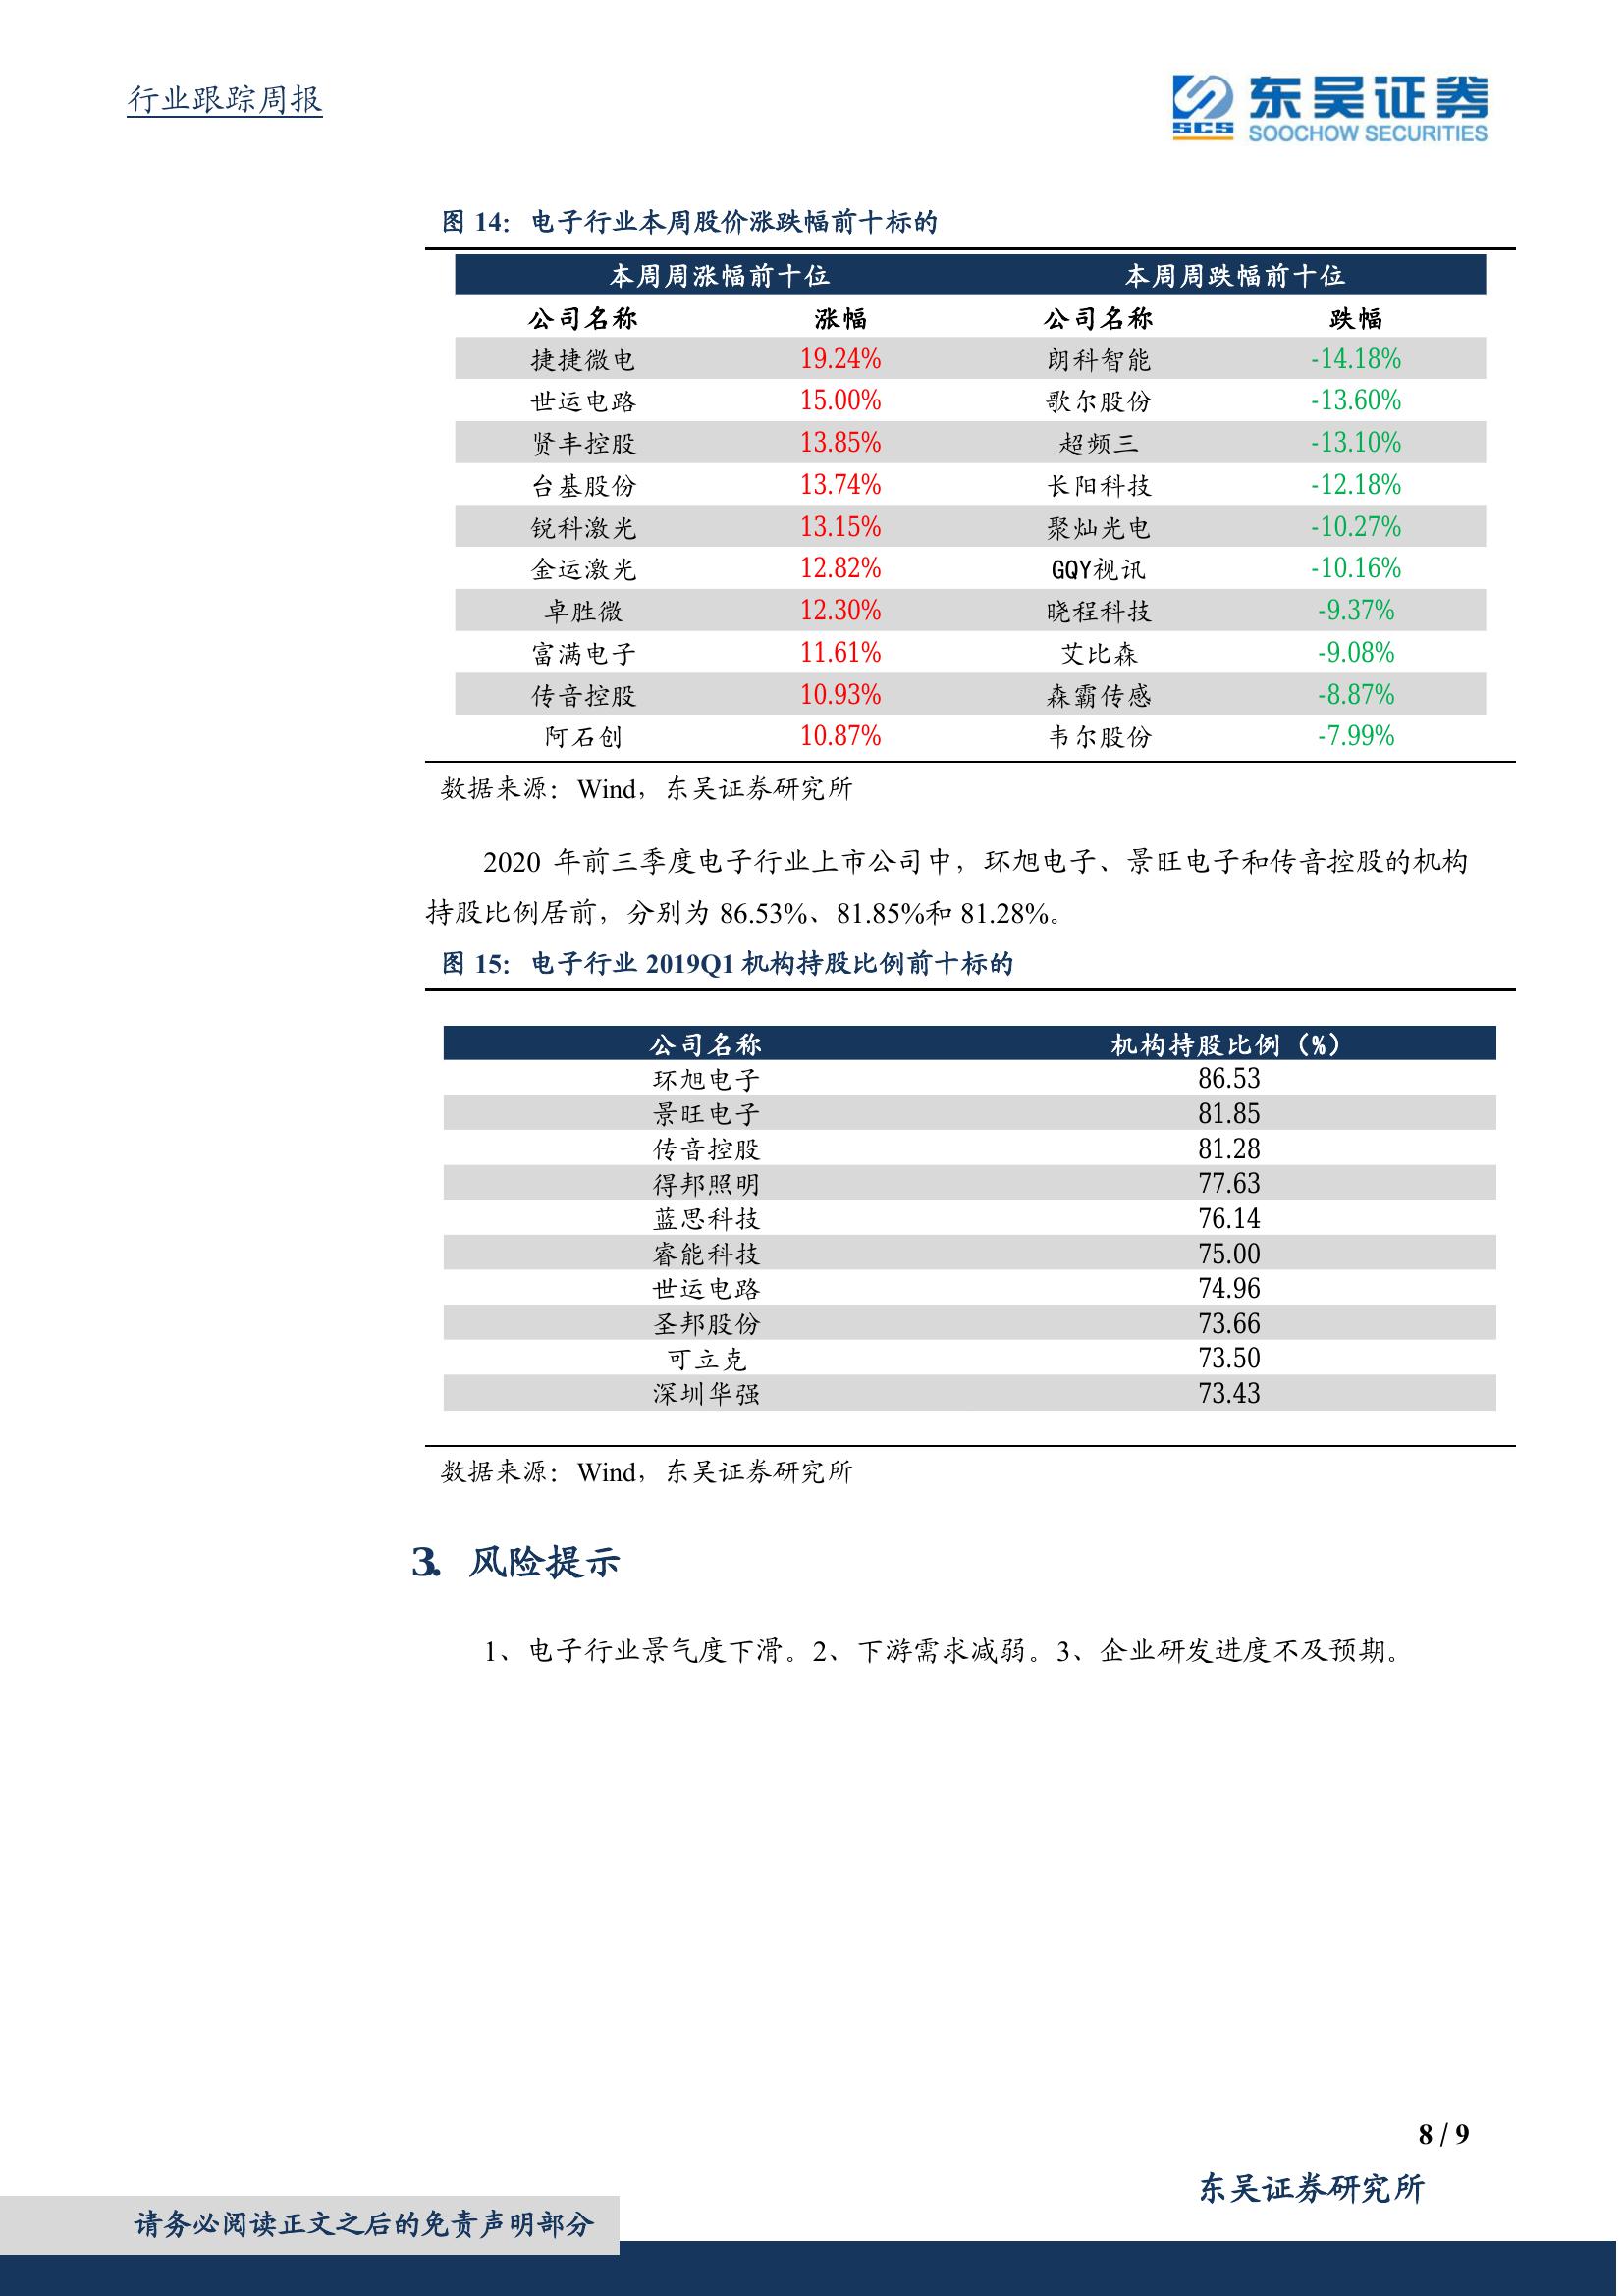 行业跟踪周报
东吴证券
SCS
SOOCHOW SECURITIES
图 14： 电子行业本周股价涨跌幅前十标的
本周周涨幅前十位 本周周跌幅前十位
公司名称 涨幅 公司名称 跌幅
捷捷微电 19.24% 朗科智能 -14.18%
世运电路 15.00% 歌尔股份 -13.60%
贤丰控股 13.85% 超频三 -13.10%
台基股份 13.74% 长阳科技 -12.18%
锐科激光 13.15% 聚灿光电 -10.27%
金运激光 12.82% GQY视讯 -10.16%
卓胜微 12.30% 晓程科技 -9.37%
富满电子 11.61% 艾比森 -9.08%
传音控股 10.93% 森霸传感 -8.87%
阿石创 10.87% 韦尔股份 -7.99%
数据来源：Wind，东吴证券研究所
2020 年前三季度电子行业上市公司中，环旭电子、景旺电子和传音控股的机构
持股比例居前，分别为 86.53%、81.85%和 81.28%。
图 15： 电子行业 2019Q1 机构持股比例前十标的
公司名称 机构持股比例（%）
环旭电子 86.53
景旺电子 81.85
传音控股 81.28
得邦照明 77.63
蓝思科技 76.14
睿能科技 75.00
世运电路 74.96
圣邦股份 73.66
可立克 73.50
深圳华强 73.43
数据来源：Wind，东吴证券研究所
3. 风险提示
1、电子行业景气度下滑。2、下游需求减弱。3、企业研发进度不及预期。
8 / 9
东吴证券研究所
请务必阅读正文之后的免责声明部分